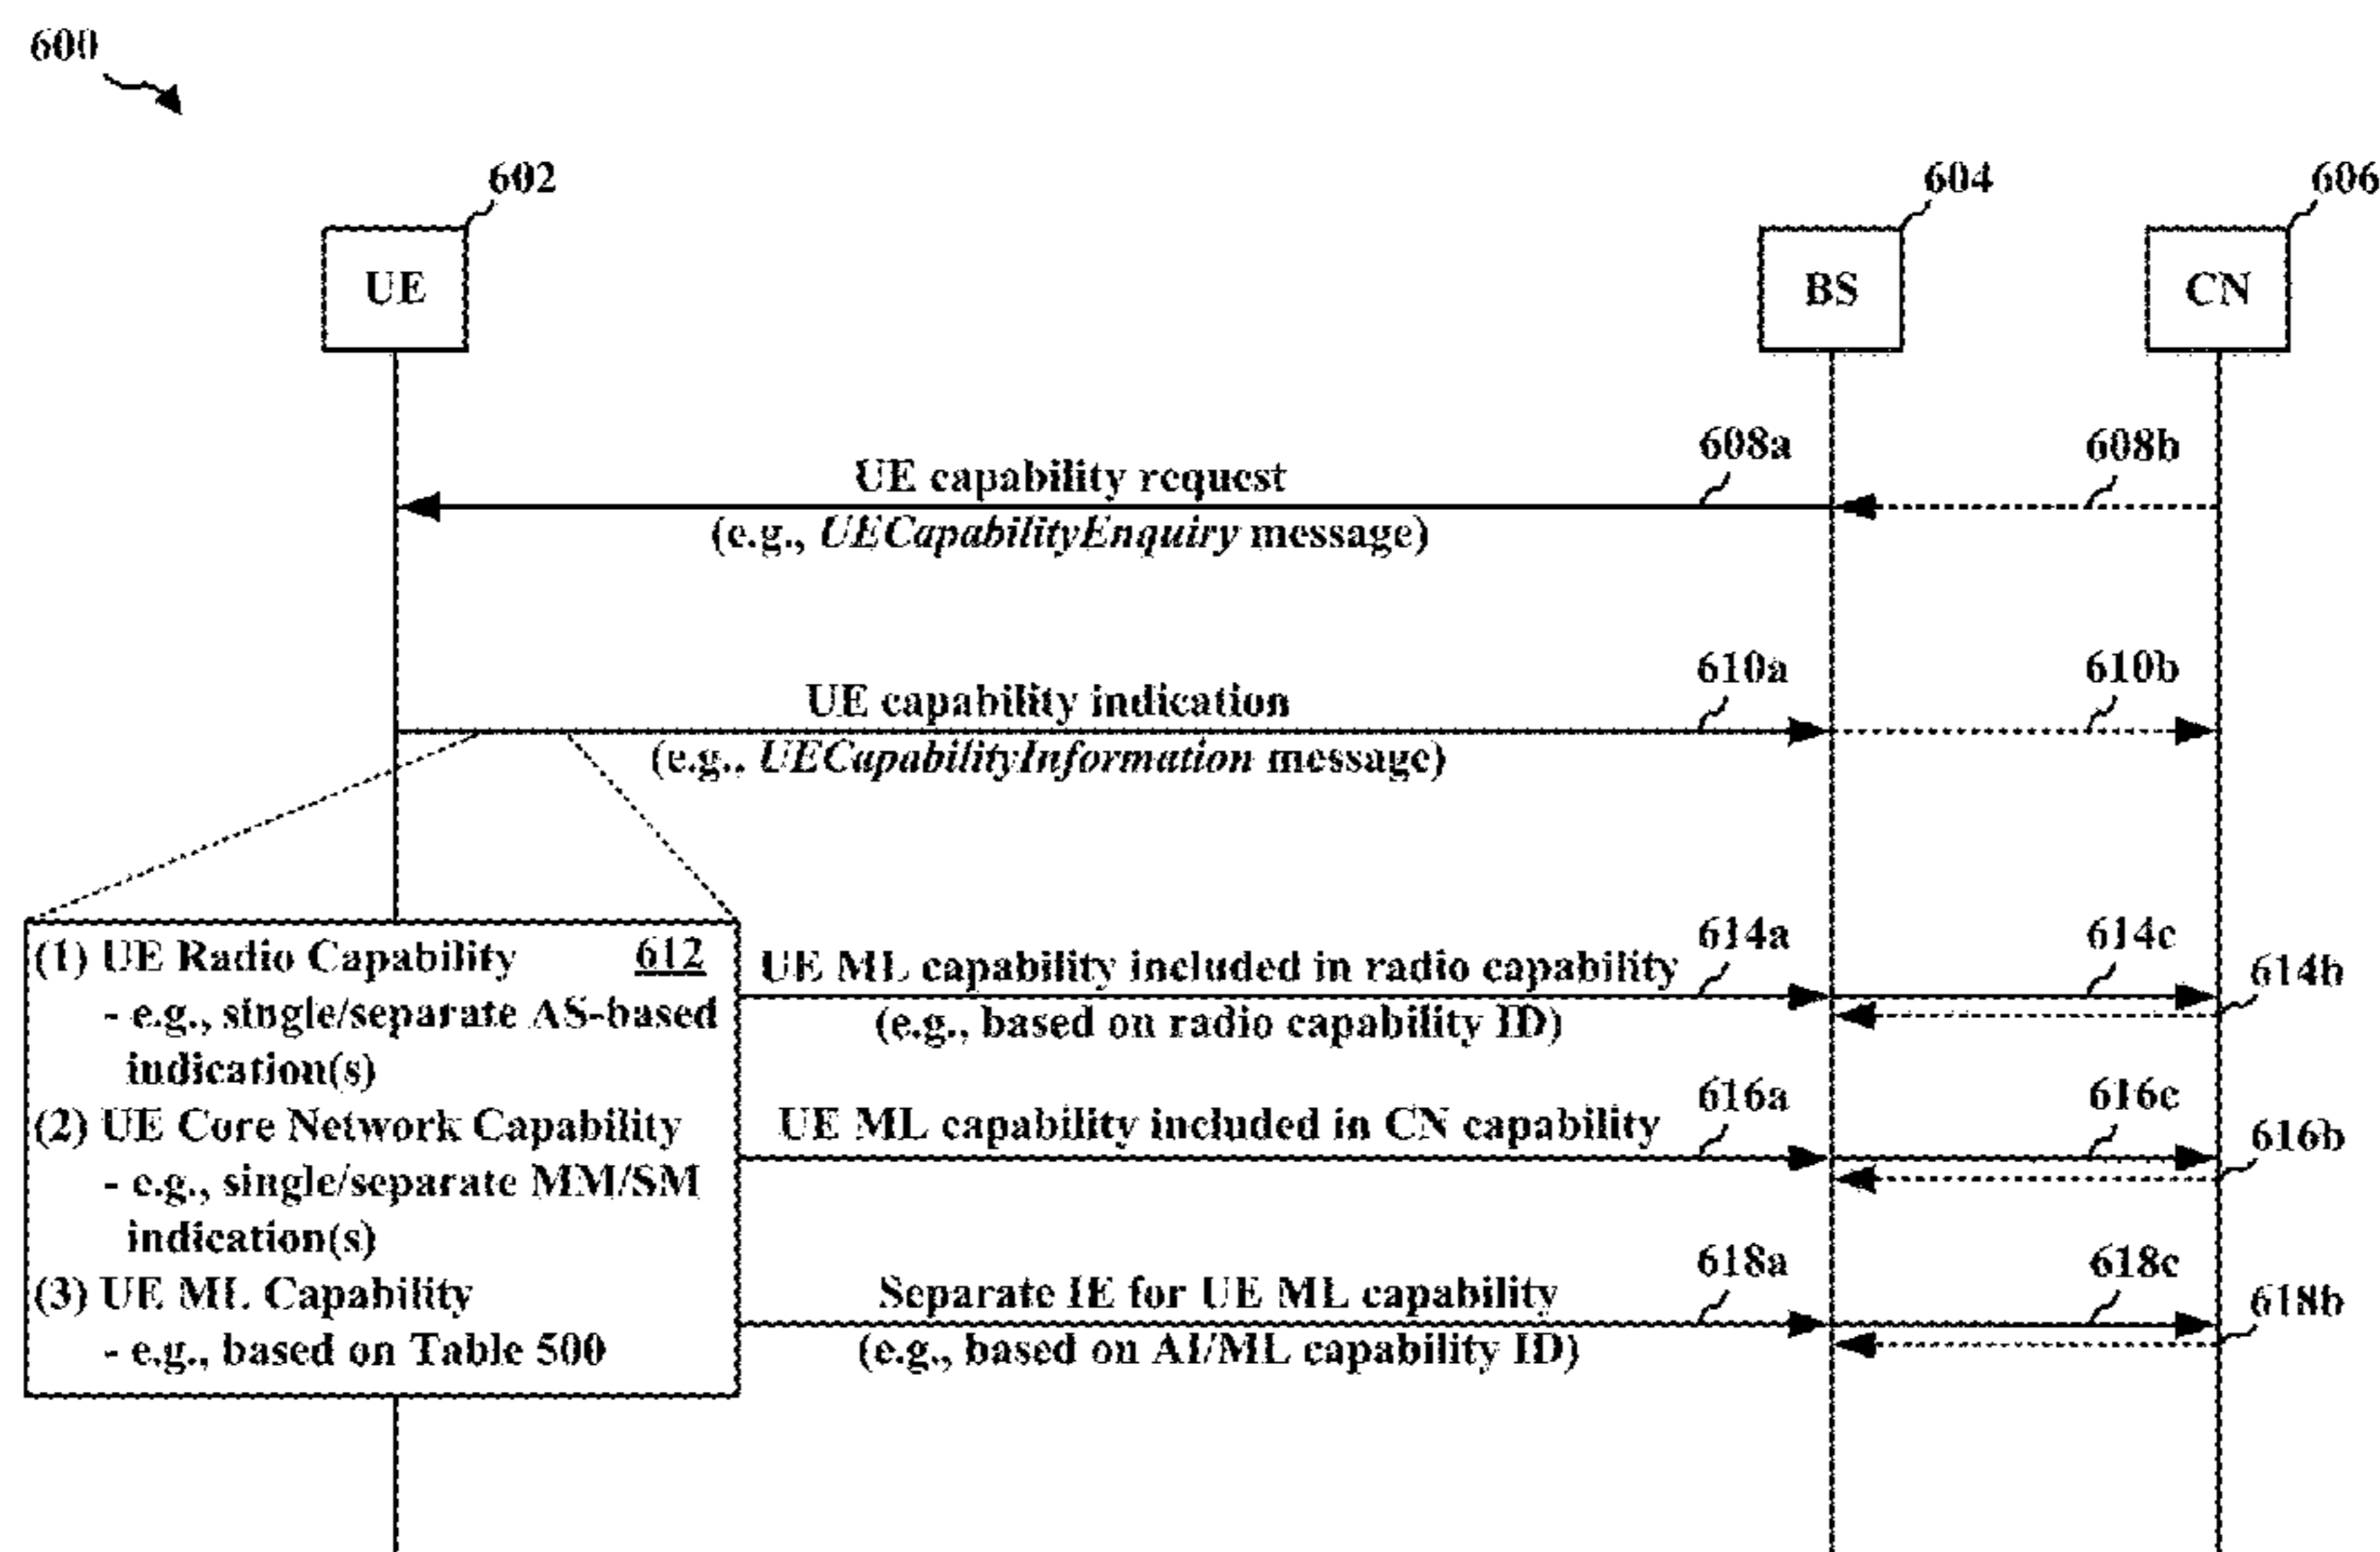 600
602
604
606
UE
BS
CN
608a
608b
UE capability request
(e.g., UECapabilityEnquiry message)
610a
610b
UE capability indication
(e.g., UECapabilityInformation message)
(1) UE Radio Capability 612
- e.g., single/separate AS-based
indication(s)
(2) UE Core Network Capability
- e.g., single/separate MM/SM
indication(s)
(3) UE ML Capability
- e.g., based on Table 500
614a
614c
614b
UE ML capability included in radio capability
(e.g., based on radio capability ID)
616a
616c
616b
UE ML capability included in CN capability
618a
618c
618b
Separate IE for UE ML capability
(e.g., based on AI/ML capability ID)